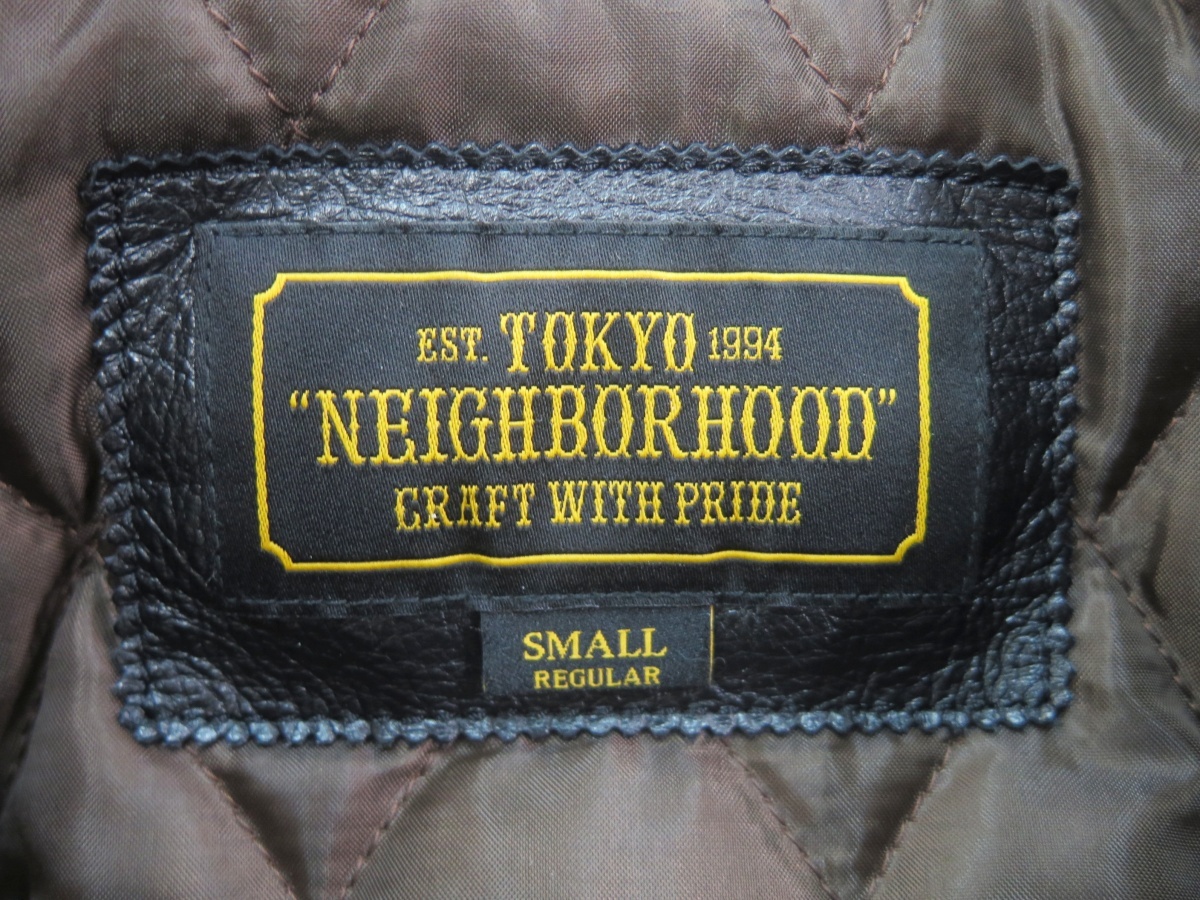 EST. TOKYO 1994
“NEIGHBORHOOD”
CRAFT WITH PRIDE
SMALL
REGULAR